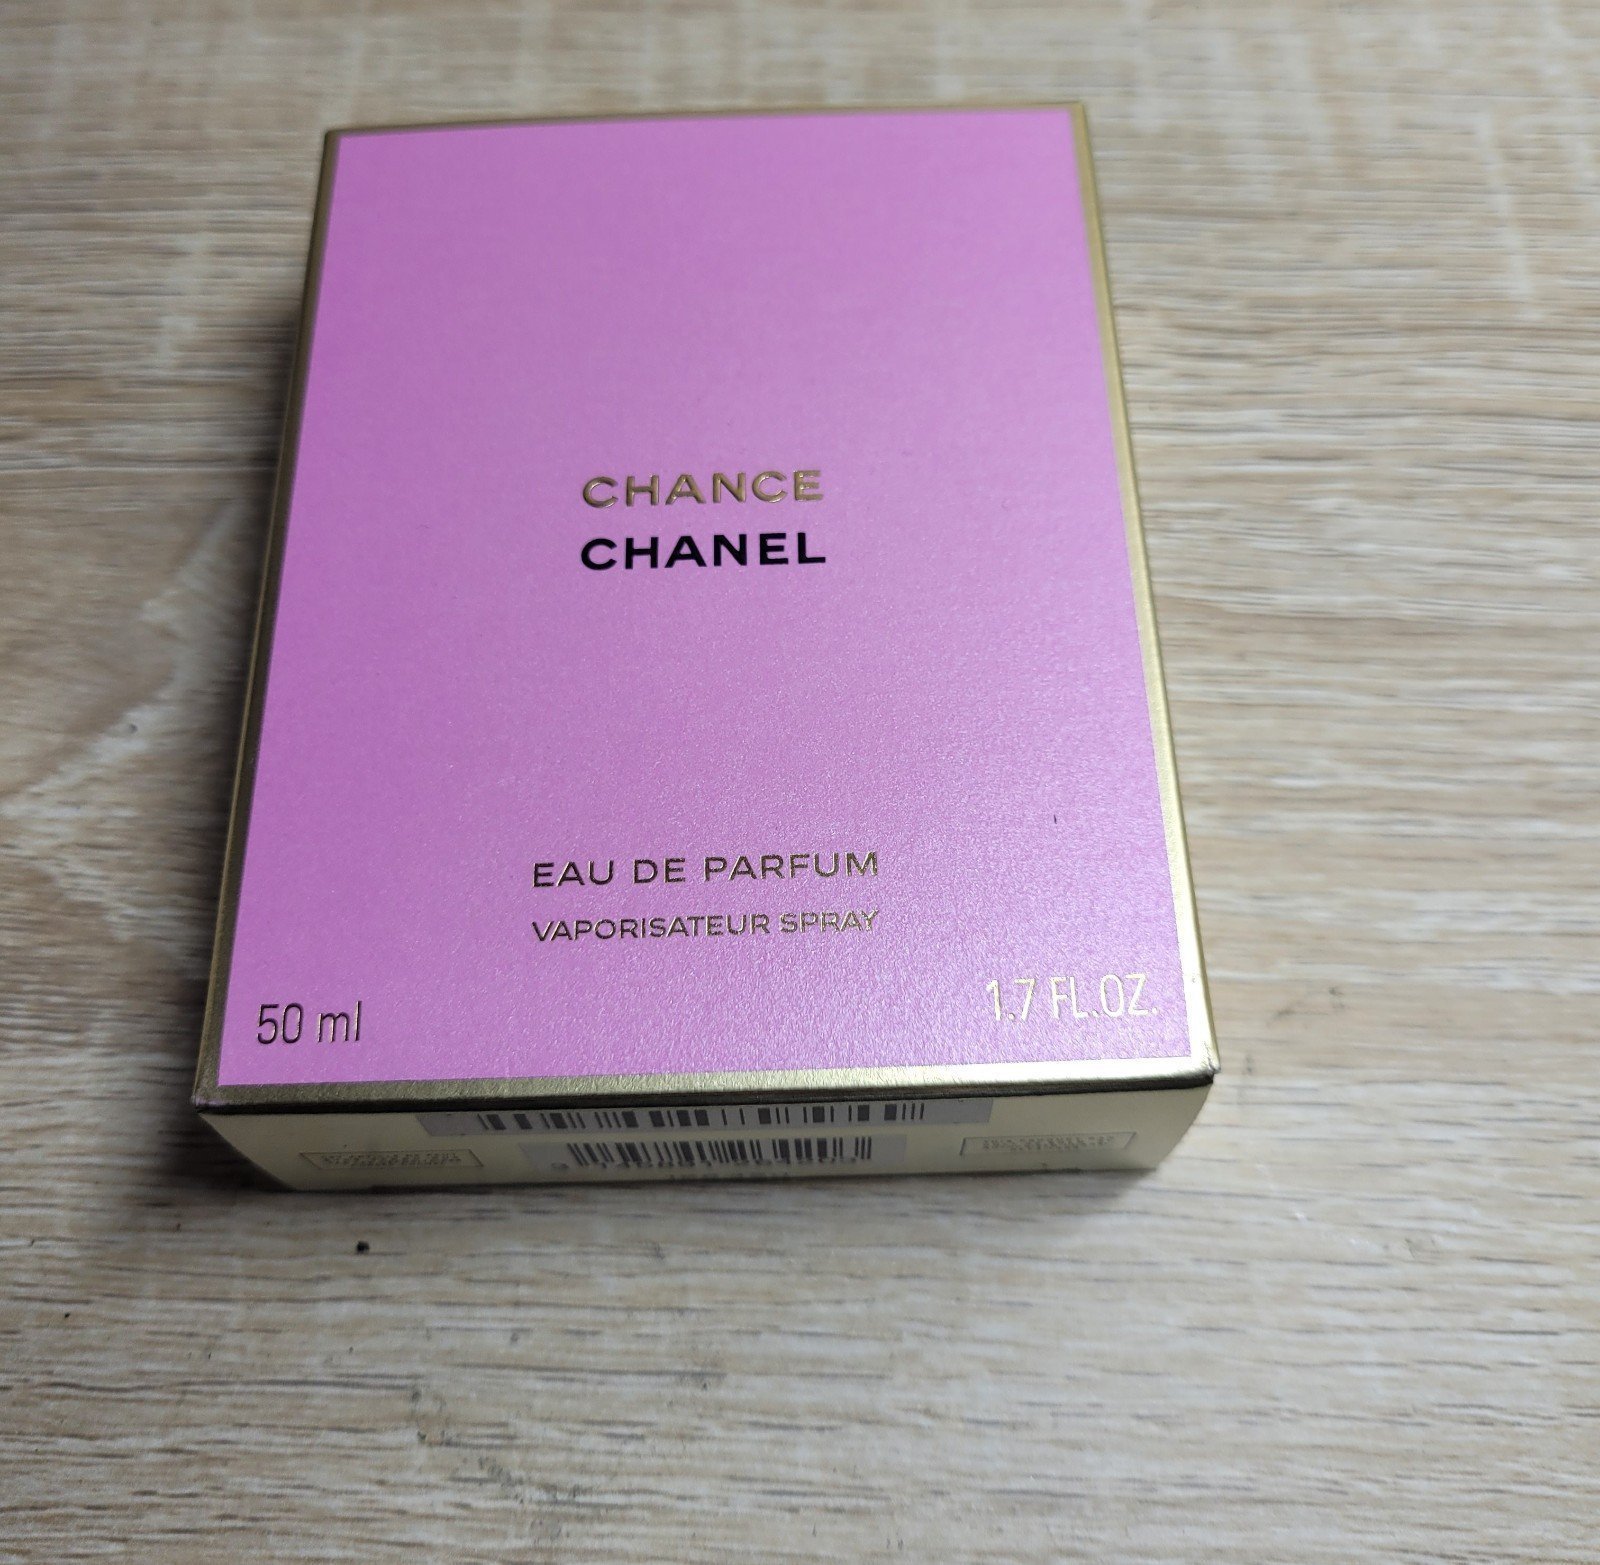 CHANCE
CHANEL
EAU DE PARFUM
VAPORISATEUR SPRAY
50 ml
1.7 FL.OZ.